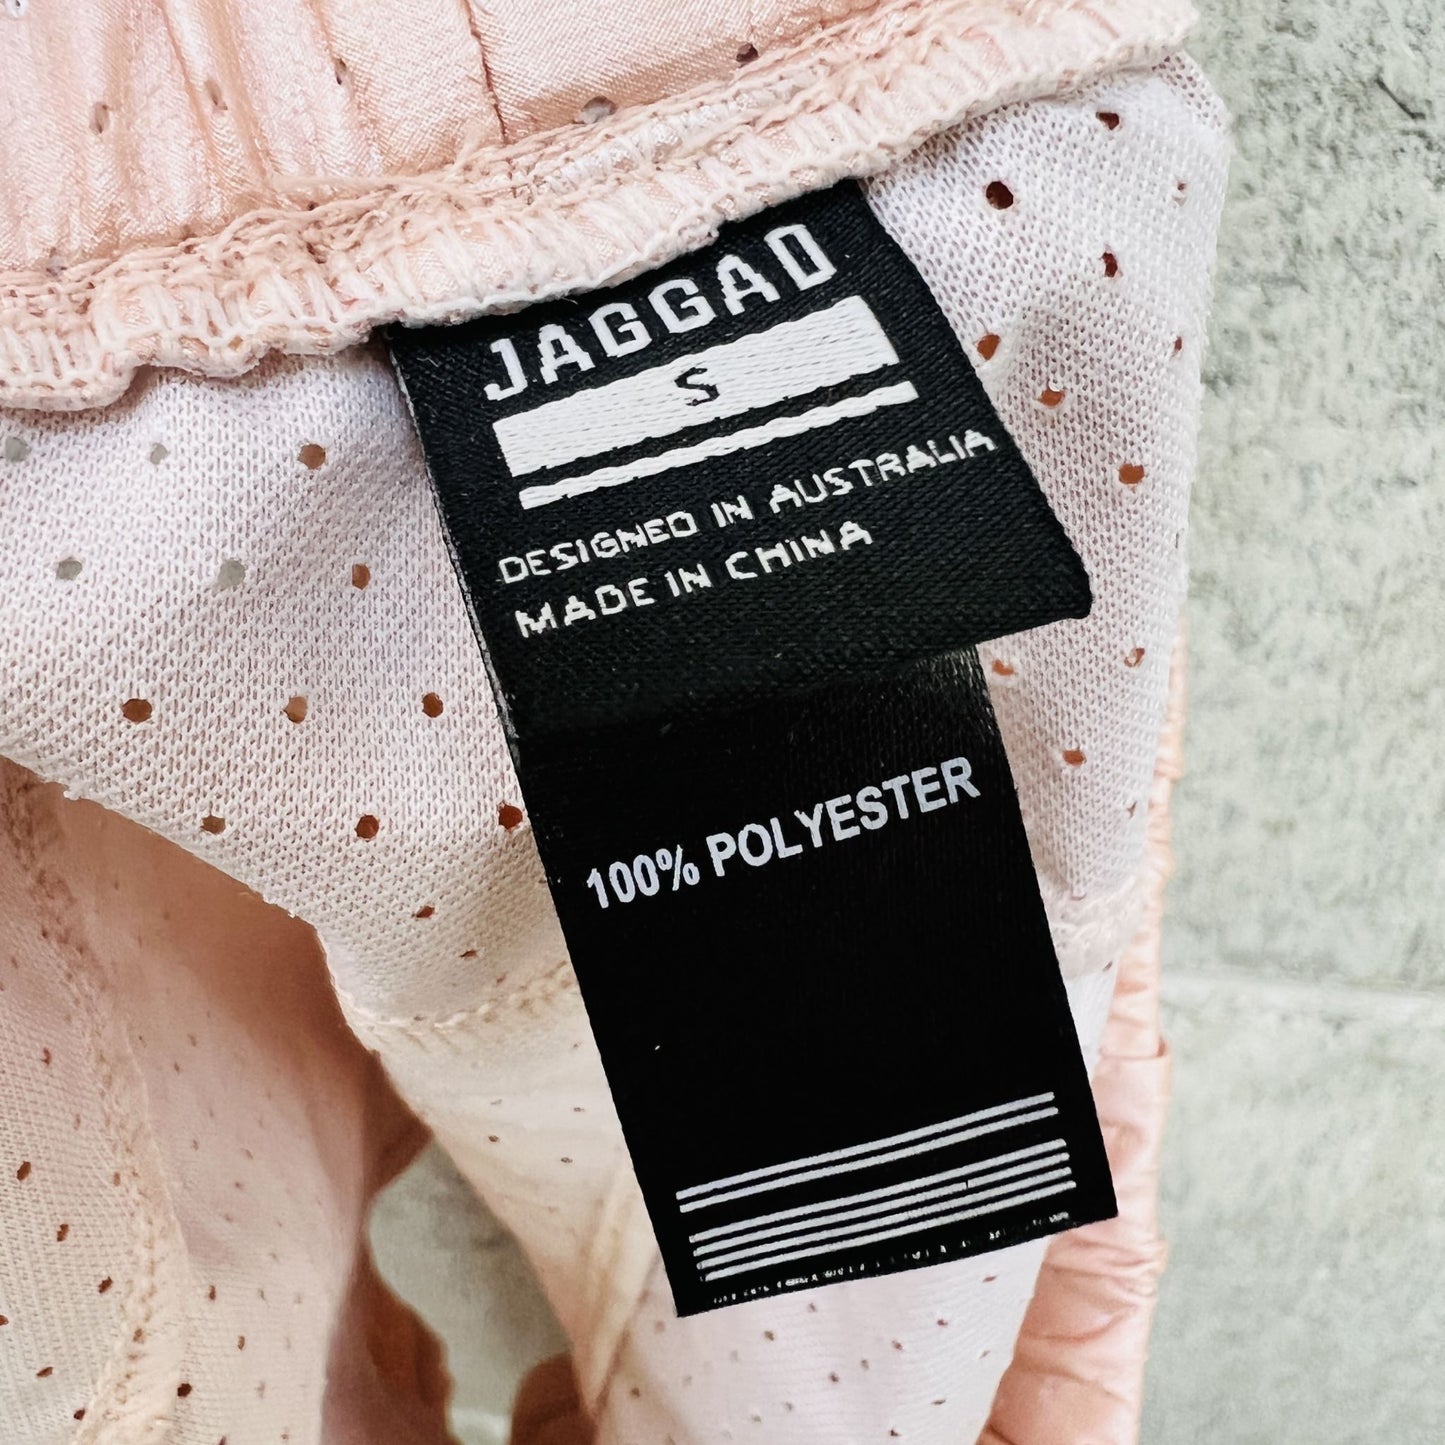 JAGGAD
S
DESIGNED IN AUSTRALIA
MADE IN CHINA
100% POLYESTER